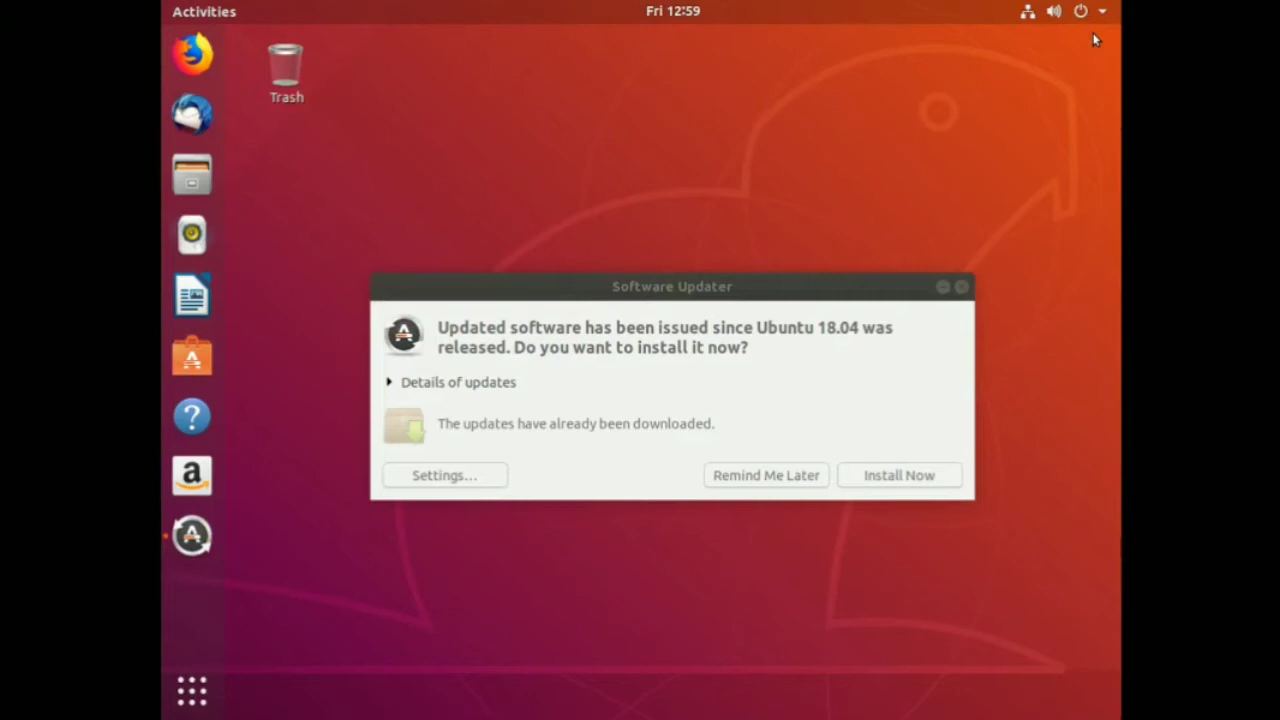 Activities
Fri 12:59
Trash
Software Updater
Updated software has been issued since Ubuntu 18.04 was
released. Do you want to install it now?
Details of updates
The updates have already been downloaded.
Settings...
Remind Me Later
Install Now